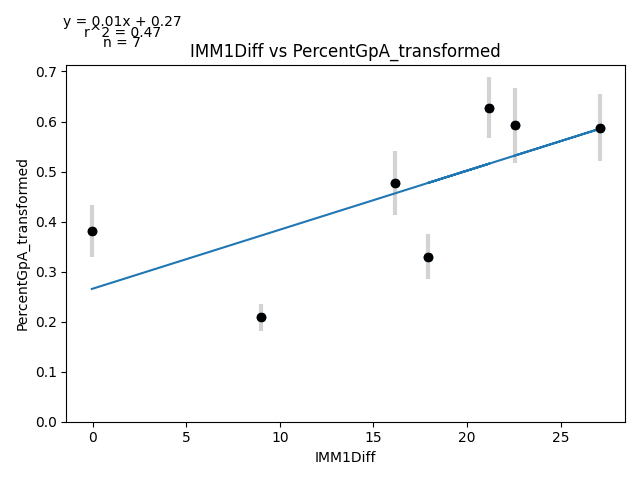 y = 0.01x + 0.27
r^2 = 0.47
n = 7
IMM1Diff vs PercentGpA_transformed
PercentGpA_transformed
0.7
0.6
0.5
0.4
0.3
0.2
0.1
0.0
0
5
10
15
20
25
IMM1Diff